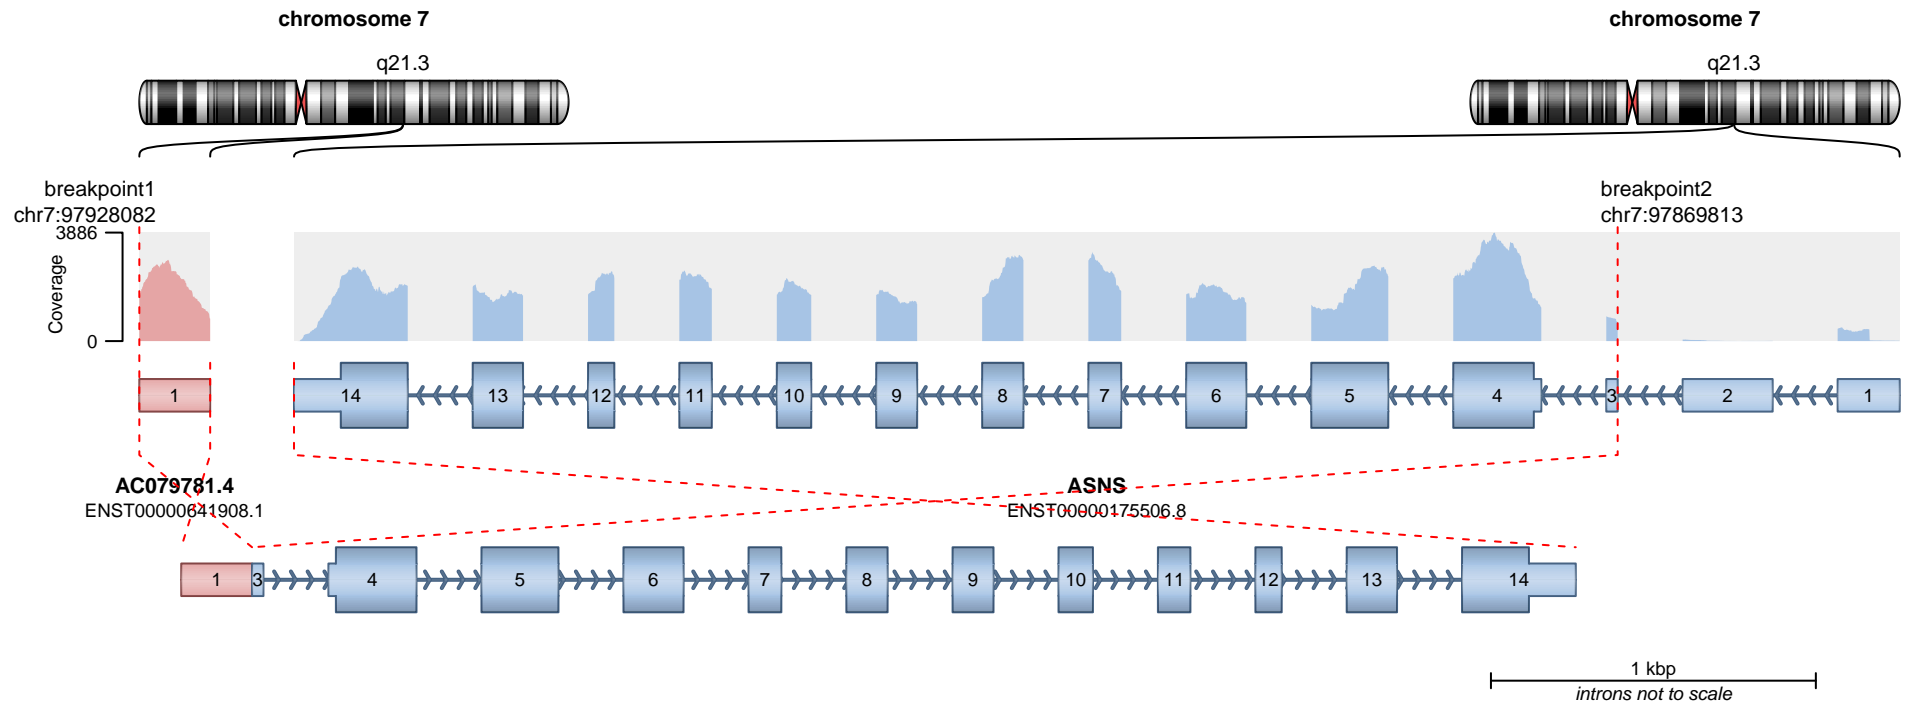 chromosome 7
chromosome 7
q21.3
q21.3
breakpoint1
chr7:97928082
breakpoint2
chr7:97869813
3886
Coverage
0
1
14
13
12
11
10
9
8
7
6
5
4
3
2
1
AC079781.4
ENST00000641908.1
ASNS
ENST00000175506.8
1
3
4
5
6
7
8
9
10
11
12
13
14
1 kbp
introns not to scale